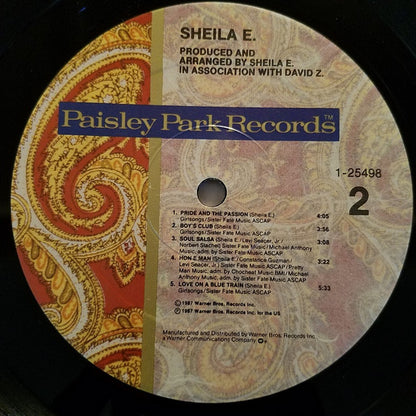 SHEILA E.
PRODUCED AND
ARRANGED BY SHEILA E.
IN ASSOCIATION WITH DAVID Z.
Paisley Park Records™
1-25498
2
1. PRIDE AND THE PASSION (Sheila E.) 4:05
Girlsongs/Sister Fate Music ASCAP
2. BOY'S CLUB (Sheila E.) 3:56
Girlsongs/Sister Fate Music ASCAP
3. SOUL SALSA (Sheila E./Levi Seacer, Jr./ 3:08
Norbert Stachel) Sister Fate Music/Michael Anthony
Music, adm. by Sister Fate Music ASCAP
4. HON E MAN (Sheila E./Constance Guzman/ 3:22
Levi Seacer, Jr.) Sister Fate Music ASCAP/Pretty
Man Music, adm. by Chocheat Music BMI/Michael
Anthony Music, adm. by Sister Fate Music ASCAP
5. LOVE ON A BLUE TRAIN (Sheila E.) 5:33
Girlsongs/Sister Fate Music ASCAP
© 1987 Warner Bros. Records Inc.
℗ 1987 Warner Bros. Records Inc. for the US
Manufactured and Distributed by Warner Bros. Records Inc.,
a Warner Communications Company